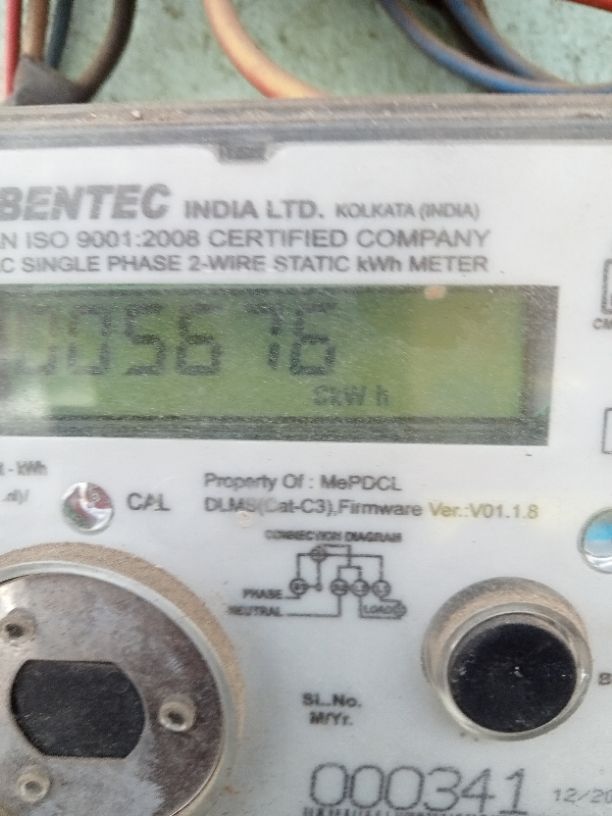 BENTEC INDIA LTD. KOLKATA (INDIA)
AN ISO 9001:2008 CERTIFIED COMPANY
AC SINGLE PHASE 2-WIRE STATIC kWh METER
005676
kWh
Property Of : MePDCL
CAL
DLMS(Cat-C3),Firmware Ver.:V01.1.8
CONNECTION DIAGRAM
PHASE
NEUTRAL
LOAD
Sl..No.
M/Yr.
000341